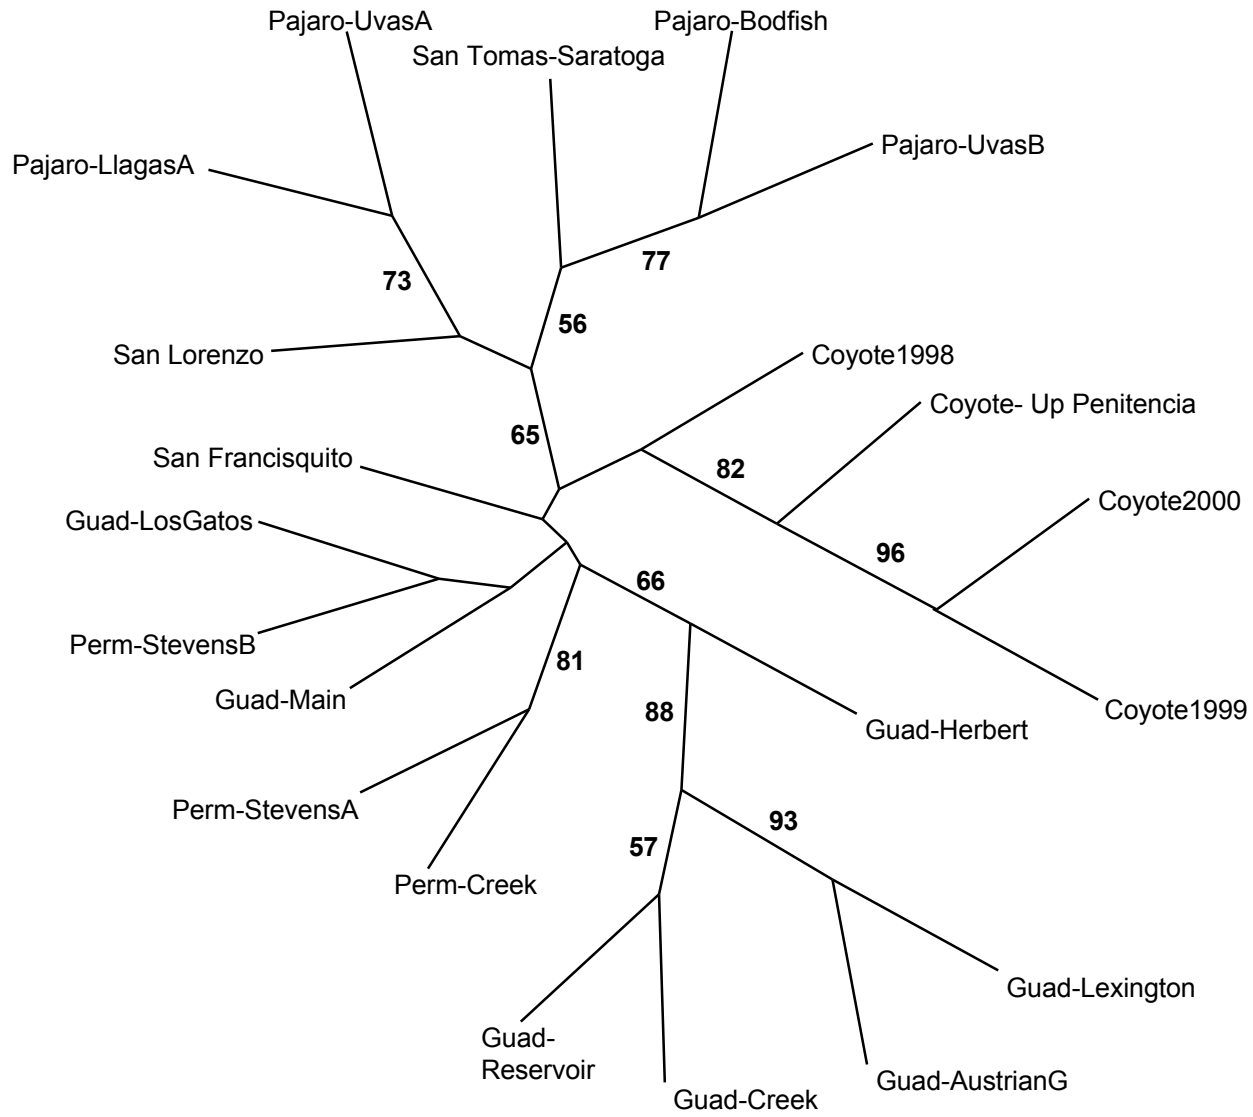 Pajaro-UvasA
Pajaro-Bodfish
San Tomas-Saratoga
Pajaro-UvasB
Pajaro-LlagasA
77
73
56
San Lorenzo
Coyote1998
Coyote- Up Penitencia
65
San Francisquito
82
Coyote2000
Guad-LosGatos
96
66
Perm-StevensB
81
Guad-Main
88
Coyote1999
Guad-Herbert
Perm-StevensA
93
57
Perm-Creek
Guad-Lexington
Guad-
Reservoir
Guad-AustrianG
Guad-Creek